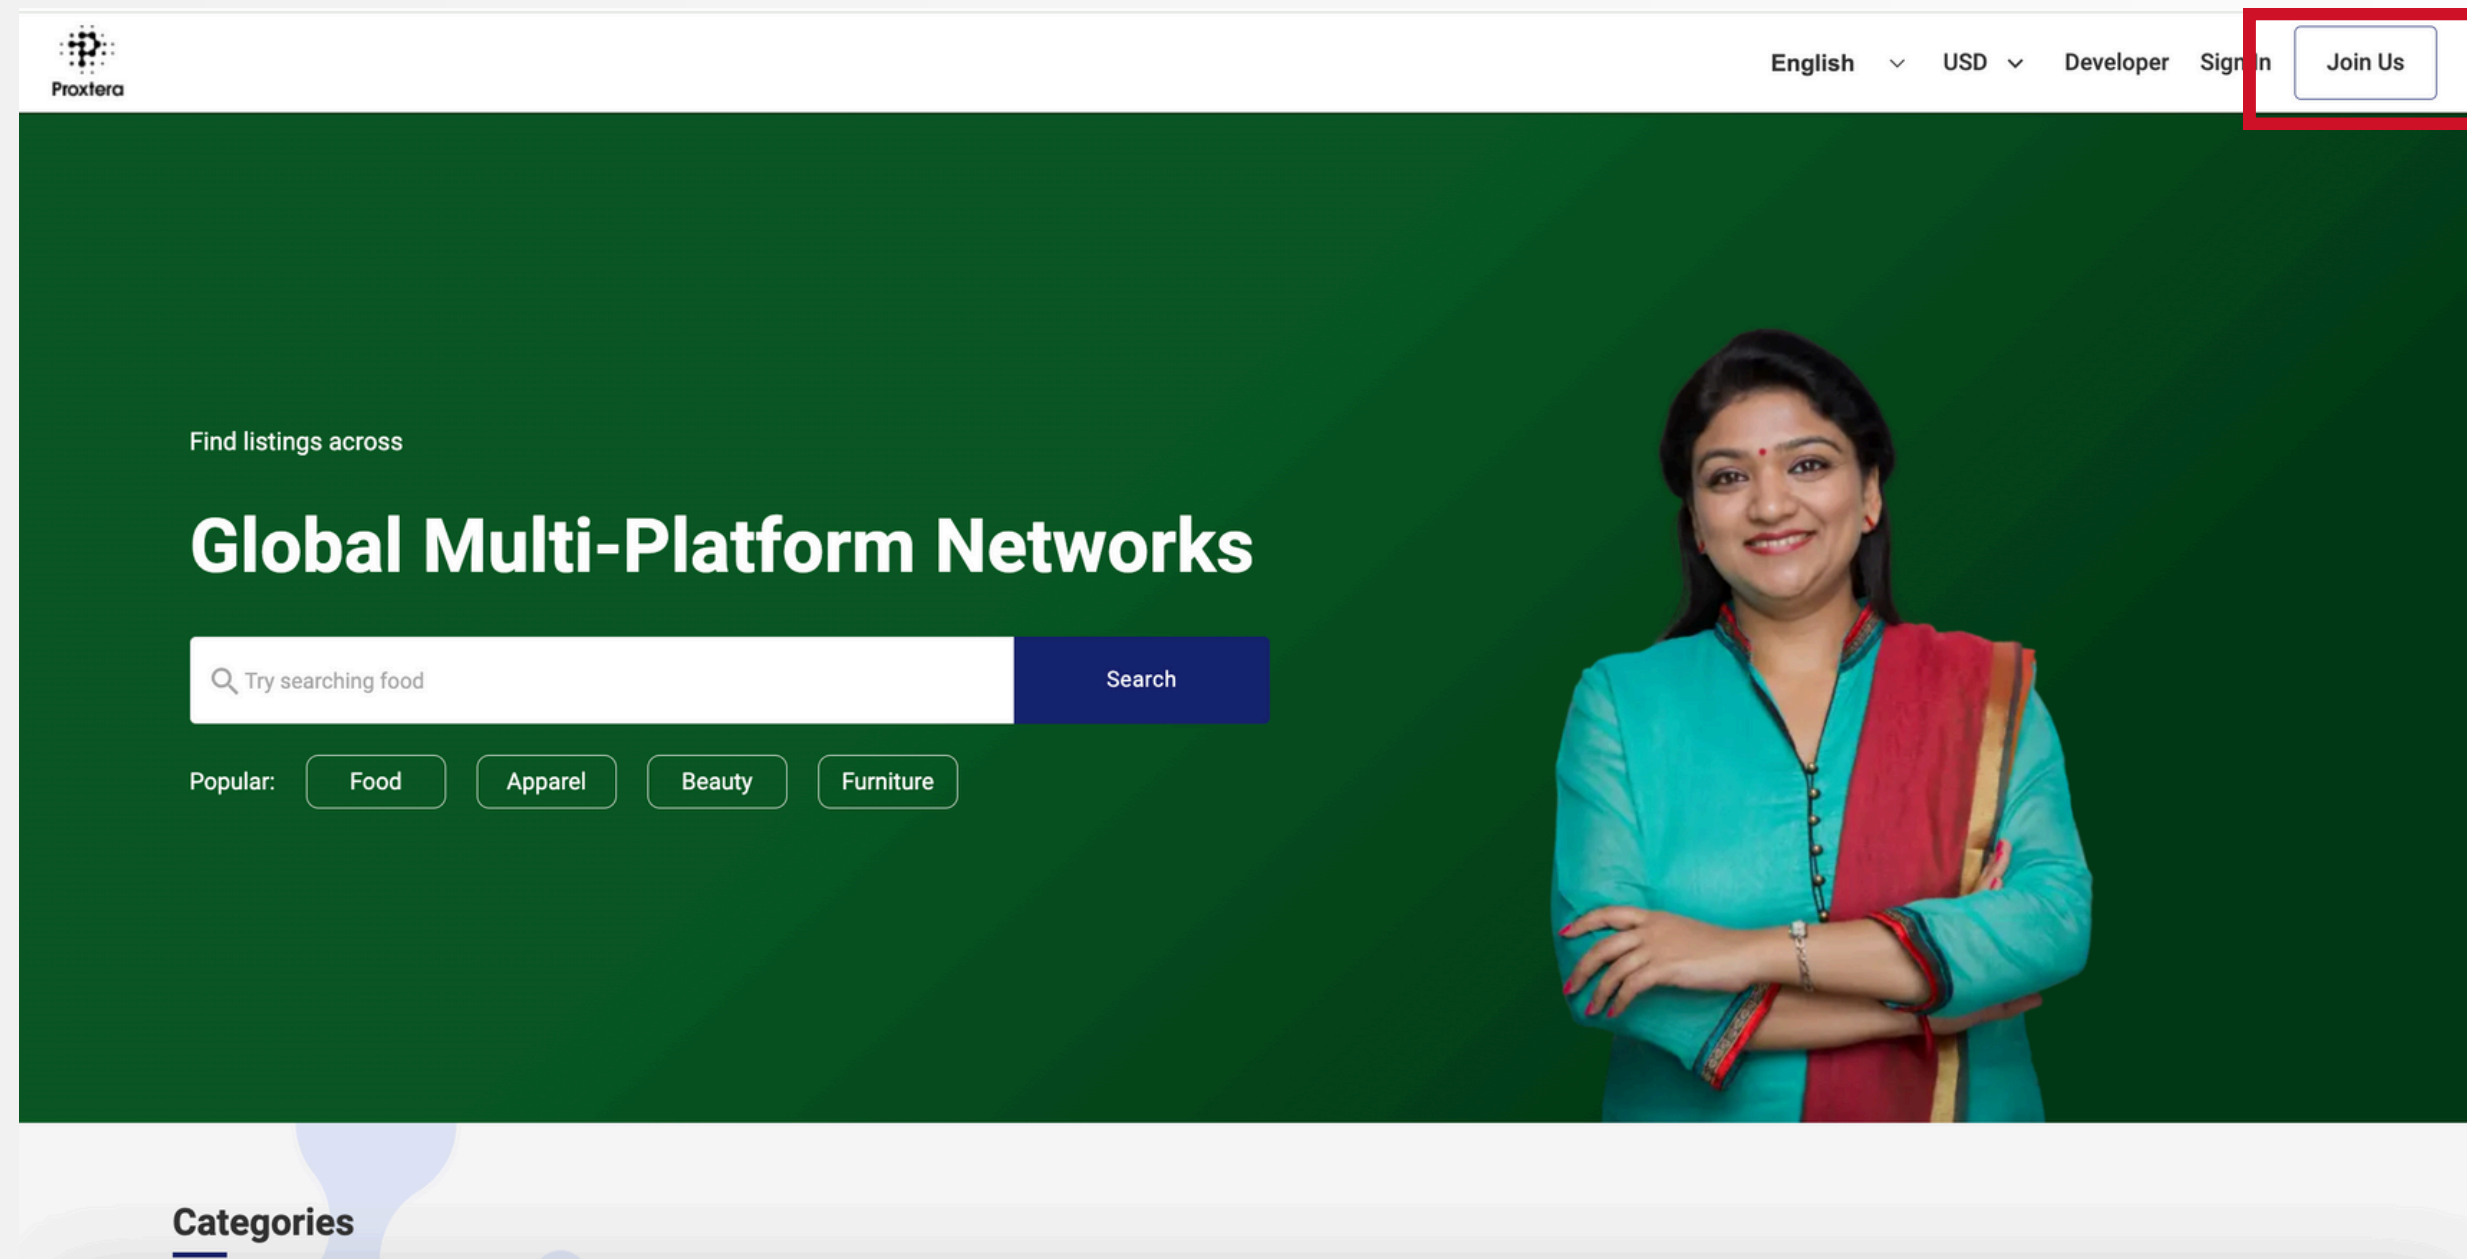 Proxtera
English
USD
Developer
Sign In
Join Us
Find listings across
Global Multi-Platform Networks
Try searching food
Search
Popular:
Food
Apparel
Beauty
Furniture
Categories